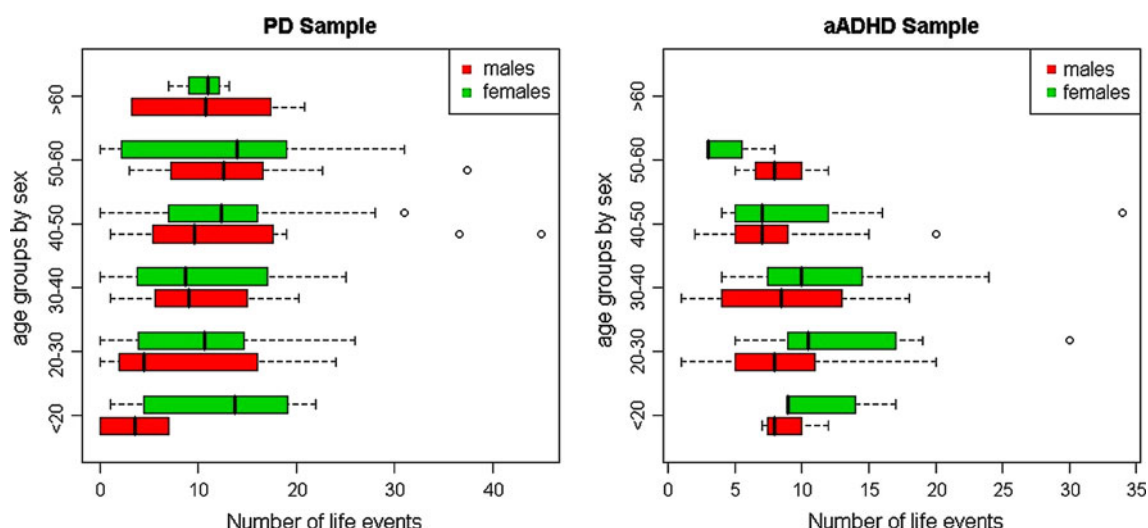 PD Sample
males
females
age groups by sex
>60
50-60
40-50
30-40
20-30
<20
0 10 20 30 40
Number of life events
aADHD Sample
males
females
age groups by sex
>60
50-60
40-50
30-40
20-30
<20
0 5 10 15 20 25 30 35
Number of life events